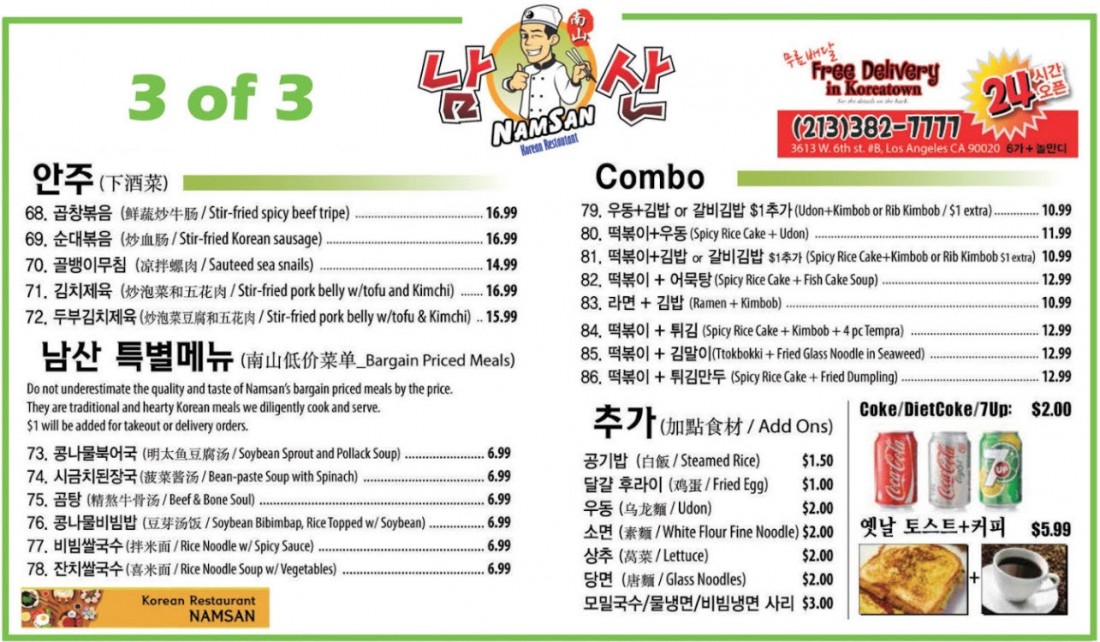 3 of 3
남산
南山
NAMSAN
Korean Restaurant
무료배달
Free Delivery
in Koreatown
For the details on the back
24시간
오픈
(213)382-7777
3613 W. 6th st. #B, Los Angeles CA 90020 6가+놀만디
안주 (下酒菜)
68. 곱창볶음 (鲜蔬炒牛肠 / Stir-fried spicy beef tripe) 16.99
69. 순대볶음 (炒血肠 / Stir-fried Korean sausage) 16.99
70. 골뱅이무침 (凉拌螺肉 / Sauteed sea snails) 14.99
71. 김치제육 (炒泡菜和五花肉 / Stir-fried pork belly w/tofu and Kimchi) 16.99
72. 두부김치제육 (炒泡菜豆腐和五花肉 / Stir-fried pork belly w/tofu & Kimchi) .. 15.99
남산 특별메뉴 (南山低价菜单_Bargain Priced Meals)
Do not underestimate the quality and taste of Namsan's bargain priced meals by the price.
They are traditional and hearty Korean meals we diligently cook and serve.
$1 will be added for takeout or delivery orders.
73. 콩나물북어국 (明太鱼豆腐汤 / Soybean Sprout and Pollack Soup) 6.99
74. 시금치된장국 (菠菜酱汤 / Bean-paste Soup with Spinach) 6.99
75. 곰탕 (精熬牛骨汤 / Beef & Bone Soul) 6.99
76. 콩나물비빔밥 (豆芽汤饭 / Soybean Bibimbap, Rice Topped w/ Soybean) 6.99
77. 비빔쌀국수 (拌米面 / Rice Noodle w/ Spicy Sauce) 6.99
78. 잔치쌀국수 (喜米面 / Rice Noodle Soup w/ Vegetables) 6.99
Korean Restaurant
NAMSAN
Combo
79. 우동+김밥 or 갈비김밥 $1추가 (Udon+Kimbob or Rib Kimbob / $1 extra) 10.99
80. 떡볶이+우동 (Spicy Rice Cake + Udon) 11.99
81. 떡볶이+김밥 or 갈비김밥 $1추가 (Spicy Rice Cake+Kimbob or Rib Kimbob $1 extra) 10.99
82. 떡볶이 + 어묵탕 (Spicy Rice Cake + Fish Cake Soup) 12.99
83. 라면 + 김밥 (Ramen + Kimbob) 10.99
84. 떡볶이 + 튀김 (Spicy Rice Cake + Kimbob + 4 pc Tempra) 12.99
85. 떡볶이 + 김말이 (Ttokbokki + Fried Glass Noodle in Seaweed) 12.99
86. 떡볶이 + 튀김만두 (Spicy Rice Cake + Fried Dumpling) 12.99
추가 (加點食材 / Add Ons)
공기밥 (白飯 / Steamed Rice) $1.50
달걀 후라이 (鸡蛋 / Fried Egg) $1.00
우동 (乌龙麵 / Udon) $2.00
소면 (素麵 / White Flour Fine Noodle) $2.00
상추 (萵菜 / Lettuce) $2.00
당면 (唐麵 / Glass Noodles) $2.00
모밀국수/물냉면/비빔냉면 사리 $3.00
Coke/DietCoke/7Up: $2.00
Coca-Cola
Coca-Cola
light
7UP
옛날 토스트+커피 $5.99
+